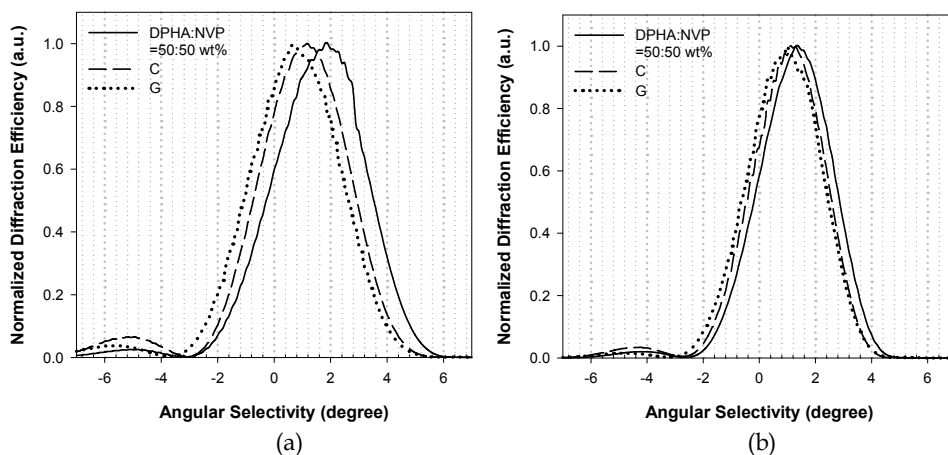 DPHA:NVP
=50:50 wt%
C
G
Normalized Diffraction Efficiency (a.u.)
1.0
0.8
0.6
0.4
0.2
0.0
-6 -4 -2 0 2 4 6
Angular Selectivity (degree)
(a)
DPHA:NVP
=50:50 wt%
C
G
Normalized Diffraction Efficiency (a.u.)
1.0
0.8
0.6
0.4
0.2
0.0
-6 -4 -2 0 2 4 6
Angular Selectivity (degree)
(b)